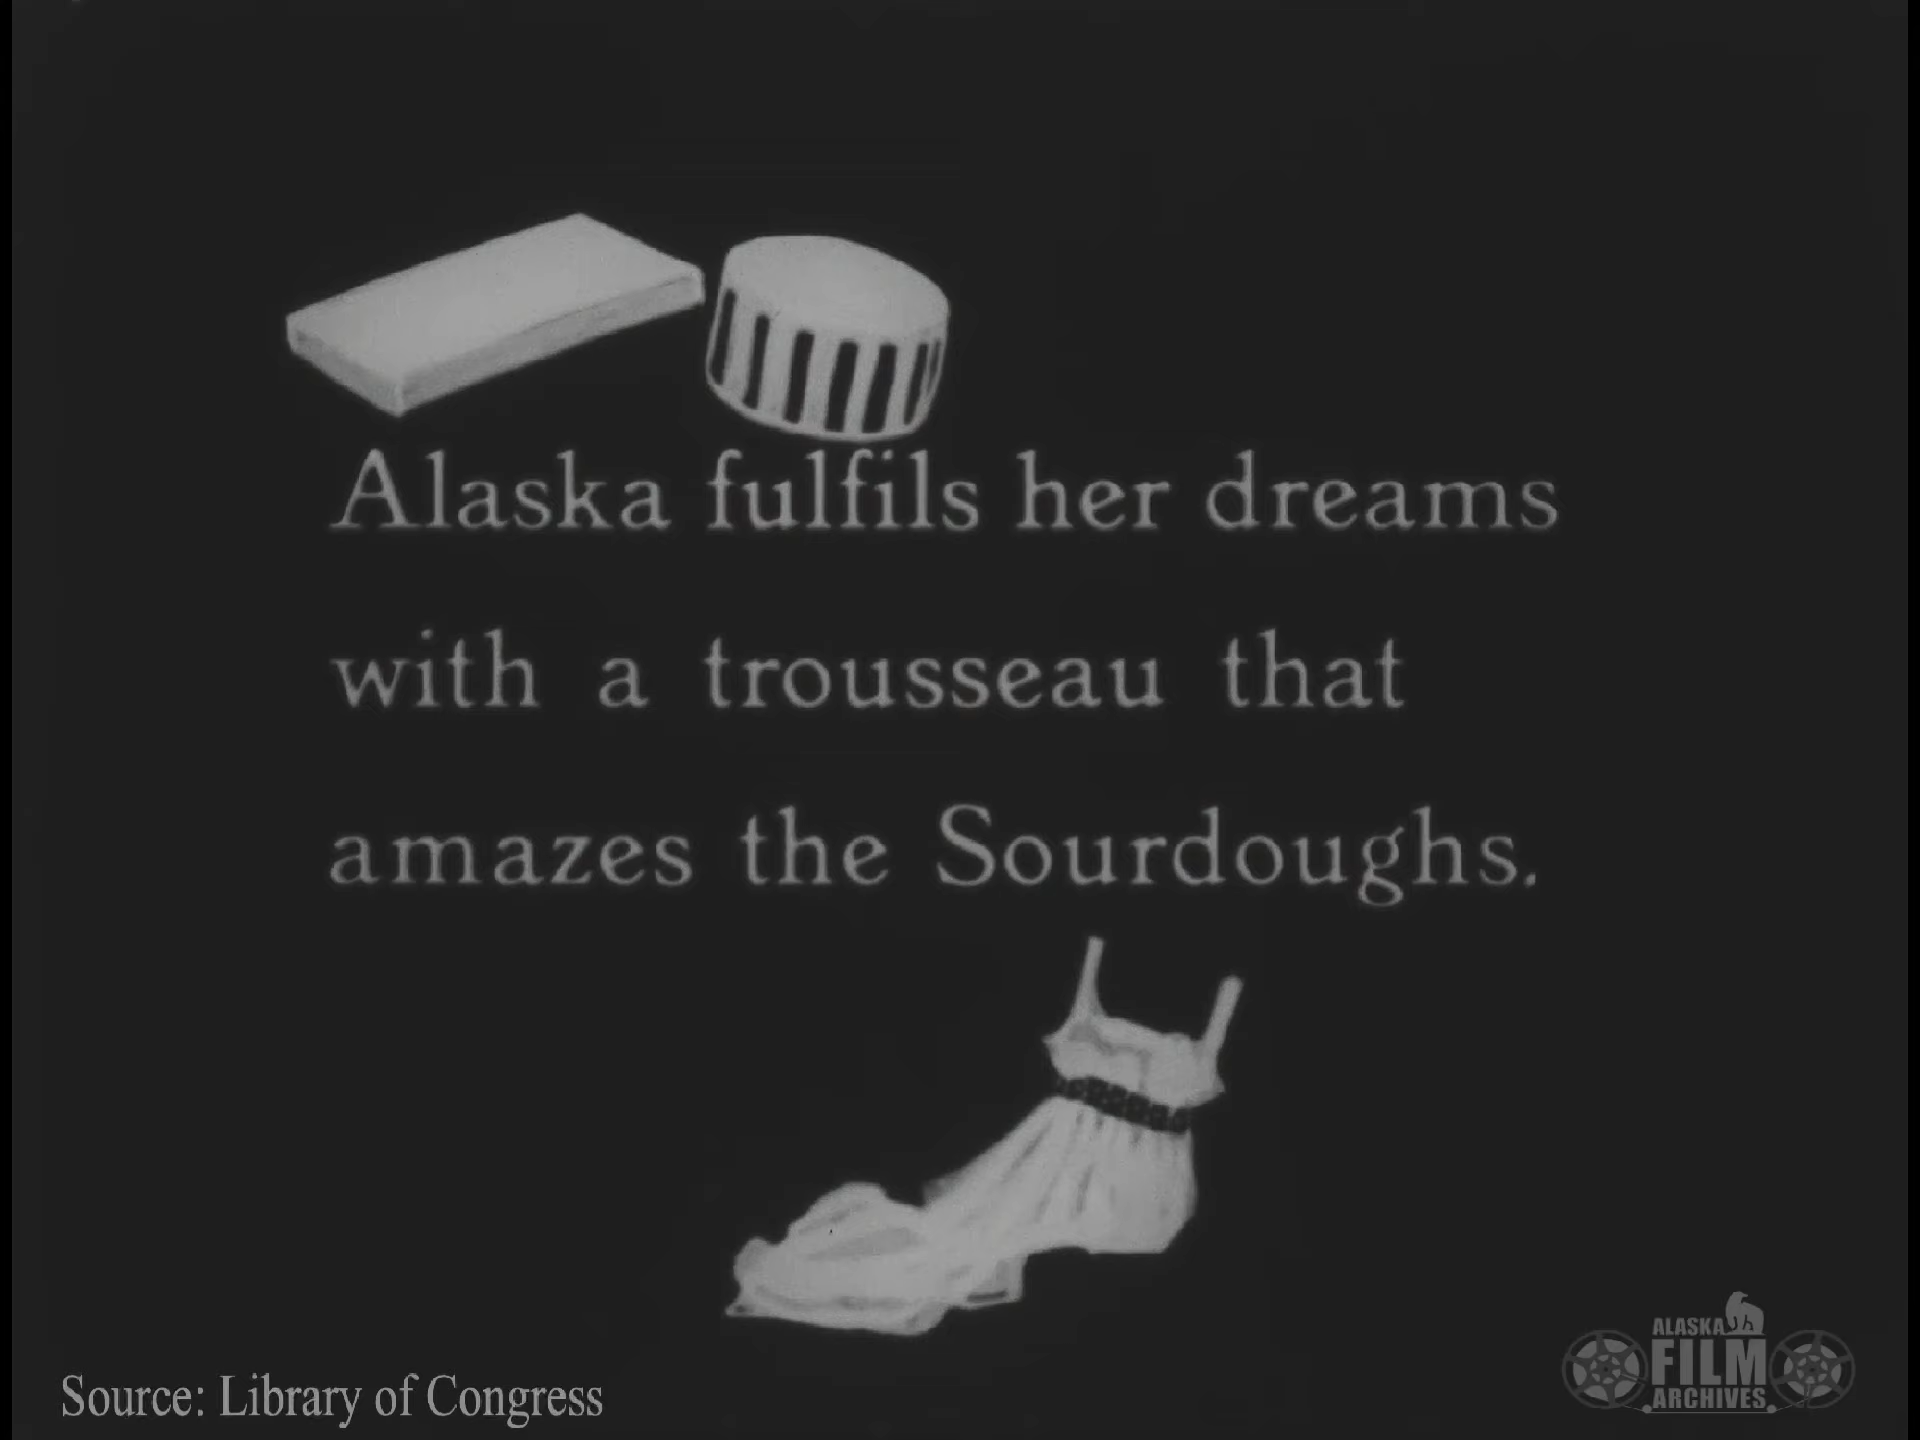 Alaska fulfils her dreams
with a trousseau that
amazes the Sourdoughs.
Source: Library of Congress
ALASKA
FILM
ARCHIVES